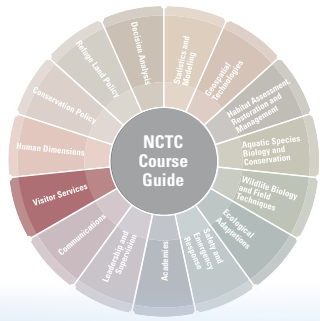 NCTC
Course
Guide
Statistics and
Modeling
Geospatial
Technologies
Habitat Assessment,
Restoration and
Management
Aquatic Species
Biology and
Conservation
Wildlife Biology
and Field
Techniques
Ecological
Adaptations
Safety and
Emergency
Response
Academies
Leadership and
Supervision
Communications
Visitor Services
Human Dimensions
Conservation Policy
Refuge Land Policy
Decision Analysis